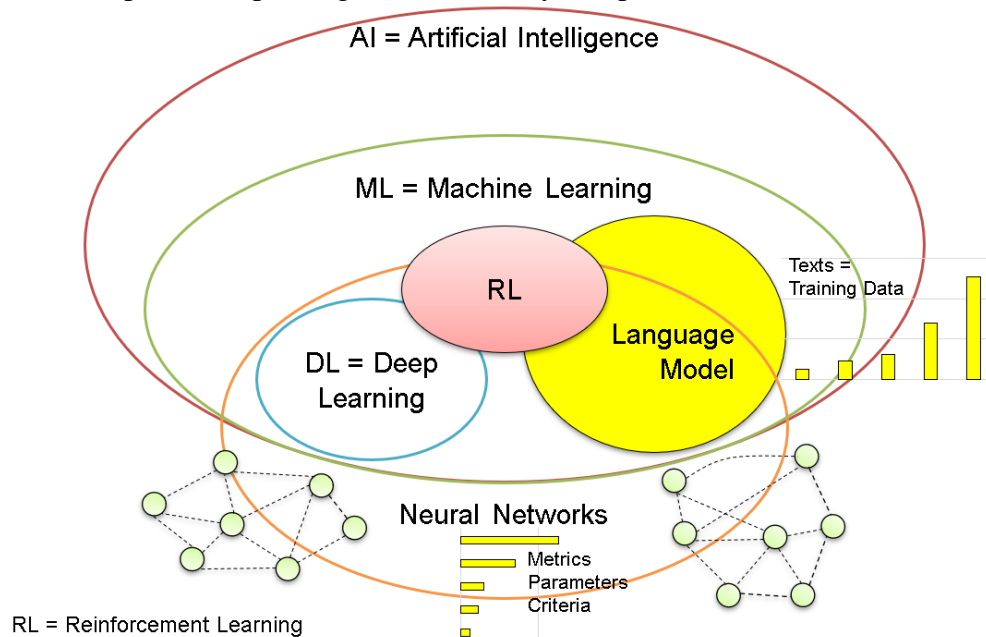 AI = Artificial Intelligence
ML = Machine Learning
RL
Texts =
Training Data
Language
Model
DL = Deep
Learning
Neural Networks
Metrics
Parameters
Criteria
RL = Reinforcement Learning